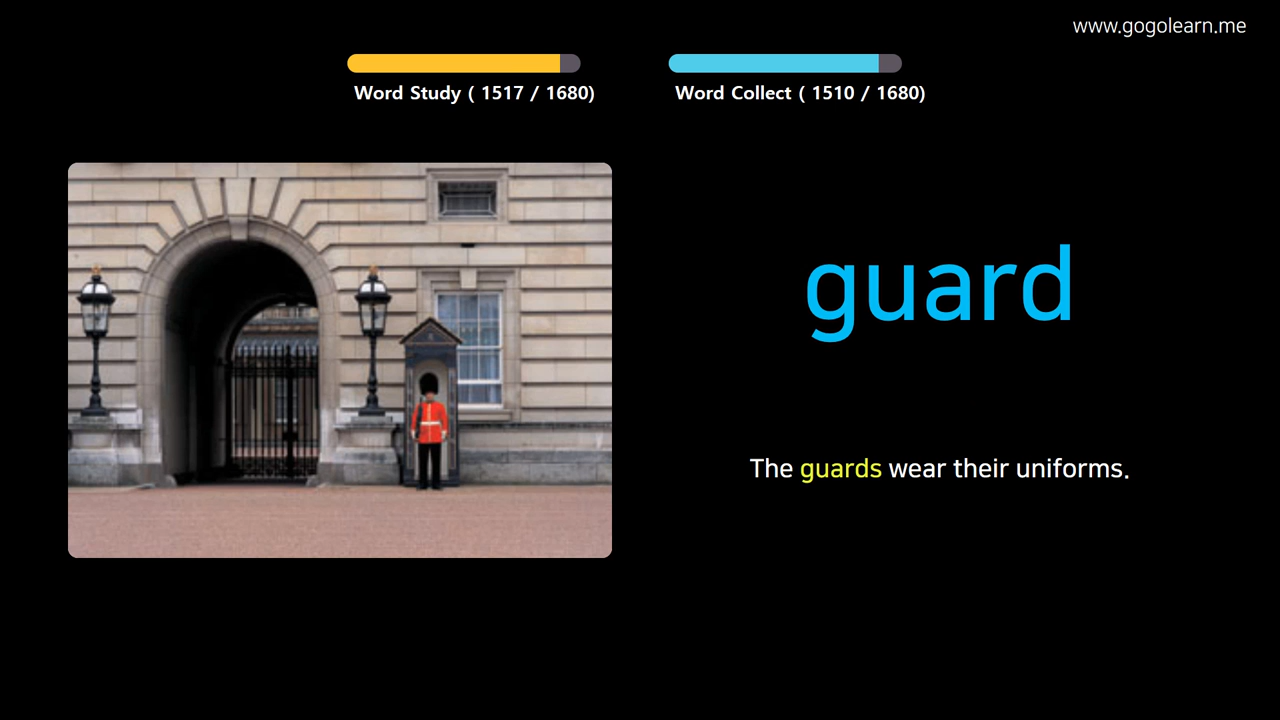 www.gogolearn.me
Word Study ( 1517 / 1680)
Word Collect ( 1510 / 1680)
guard
The guards wear their uniforms.